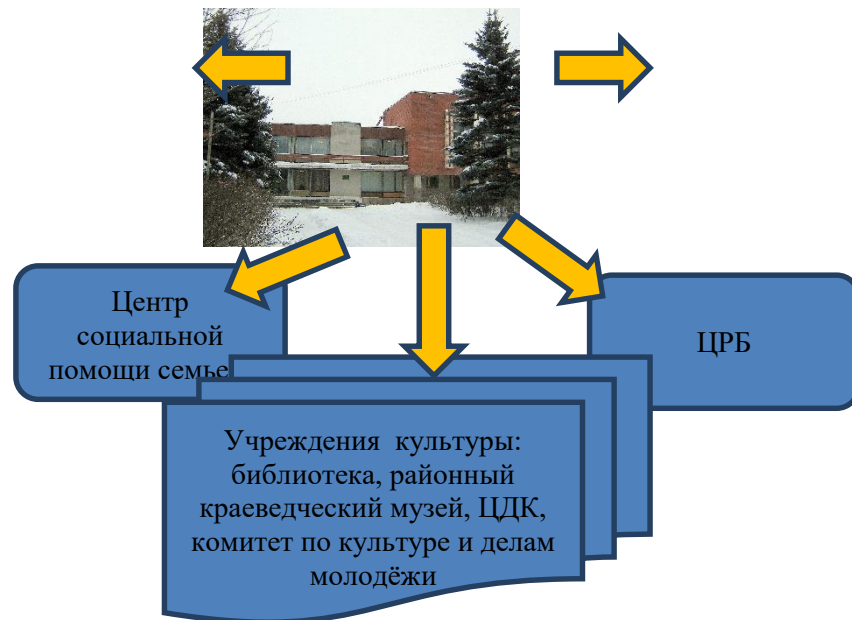 Центр
социальной
помощи семье
ЦРБ
Учреждения культуры:
библиотека, районный
краеведческий музей, ЦДК,
комитет по культуре и делам
молодёжи